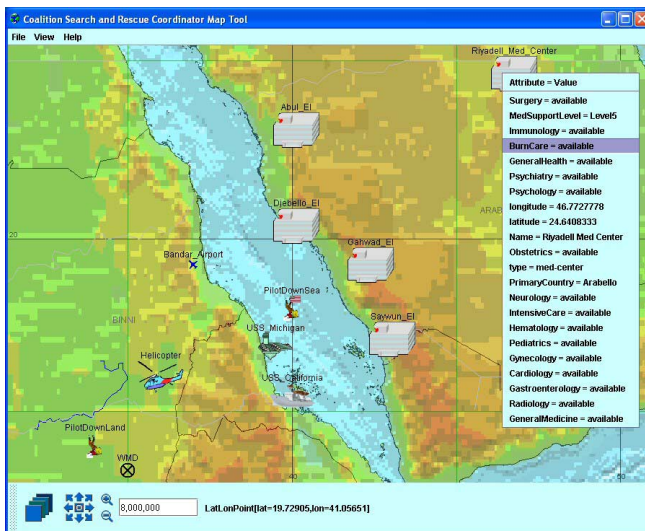 Coalition Search and Rescue Coordinator Map Tool
File View Help
Riyadell_Med_Center
Attribute = Value
Surgery = available
MedSupportLevel = Level5
Immunology = available
BurnCare = available
GeneralHealth = available
Psychiatry = available
Psychology = available
longitude = 46.7727778
latitude = 24.6408333
Name = Riyadell Med Center
Obstetrics = available
type = med-center
PrimaryCountry = Arabello
Neurology = available
IntensiveCare = available
Hematology = available
Pediatrics = available
Gynecology = available
Cardiology = available
Gastroenterology = available
Radiology = available
GeneralMedicine = available
Abul_El
Djebello_El
ARAB
20
Gahwad_El
Bandar_Airport
PilotDownSea
BINNI
USS_Michigan
Saywun_El
Helicopter
USS_California
PilotDownLand
WMD
40
50
8,000,000
LatLonPoint[lat=19.72905,lon=41.05651]